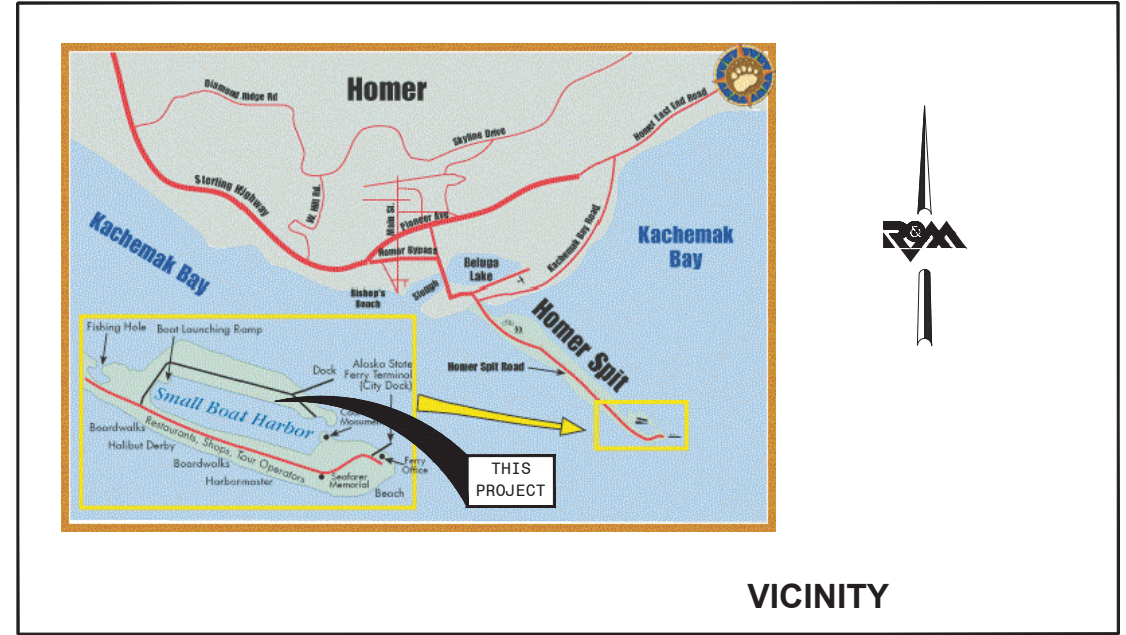 Homer
Diamond Ridge Rd
Skyline Drive
Homer East End Road
Sterling Highway
W. Hill Rd.
Main St.
Pioneer Ave
Homer Bypass
Kachemak Bay Road
Kachemak Bay
Kachemak
Bay
Beluga
Lake
Slough
Bishop's
Beach
Homer Spit
Homer Spit Road
R&M
Fishing Hole
Boat Launching Ramp
Dock
Alaska State
Ferry Terminal
(City Dock)
Small Boat Harbor
Monument
Boardwalks
Halibut Derby
Boardwalks
Harbormaster
Restaurants, Shops, Tour Operators
Seafarer
Memorial
Ferry
Office
Beach
THIS
PROJECT
VICINITY